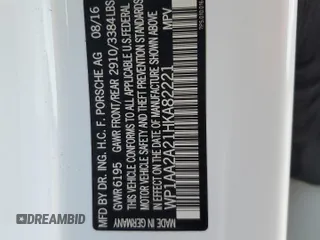 MFD BY DR. ING. H.C. F. PORSCHE AG 08/16
GVWR 6195 GAWR FRONT/REAR 2910/3384LBS
THIS VEHICLE CONFORMS TO ALL APPLICABLE U.S. FEDERAL
MOTOR VEHICLE SAFETY, BUMPER AND THEFT PREVENTION STANDARDS
IN EFFECT ON THE DATE OF MANUFACTURE SHOWN ABOVE
WP1AA2A21HKA82221 MPV
MADE IN GERMANY
DREAMBID